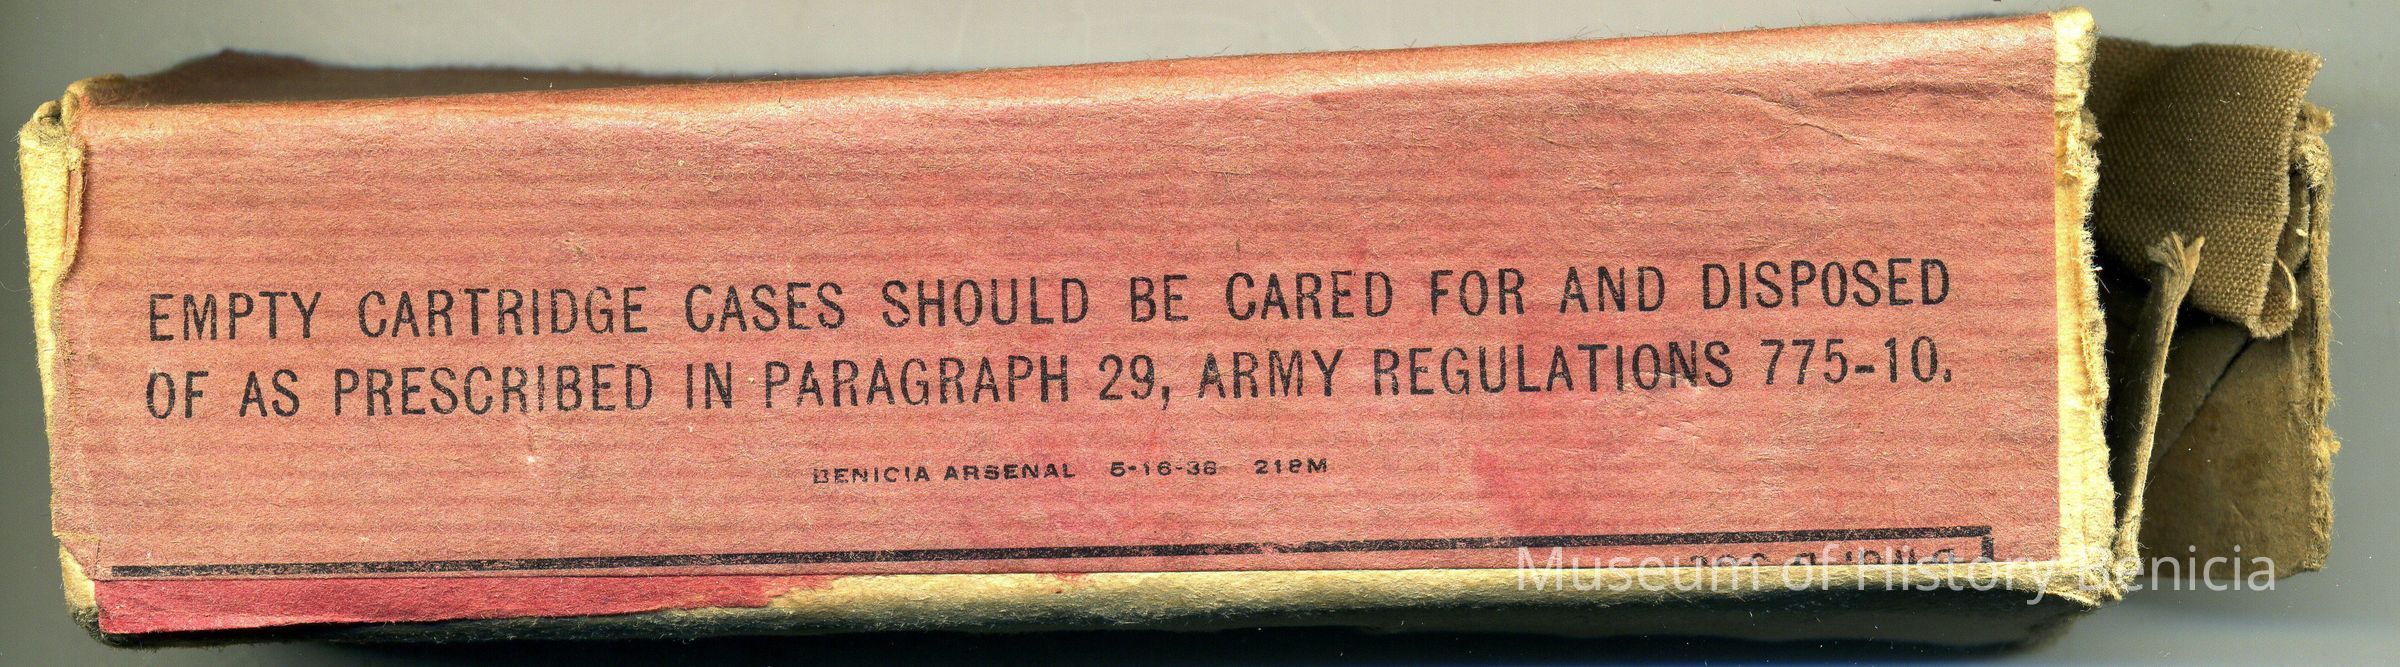 EMPTY CARTRIDGE CASES SHOULD BE CARED FOR AND DISPOSED
OF AS PRESCRIBED IN PARAGRAPH 29, ARMY REGULATIONS 775-10.
BENICIA ARSENAL 5-16-36 218M
Museum of History Benicia